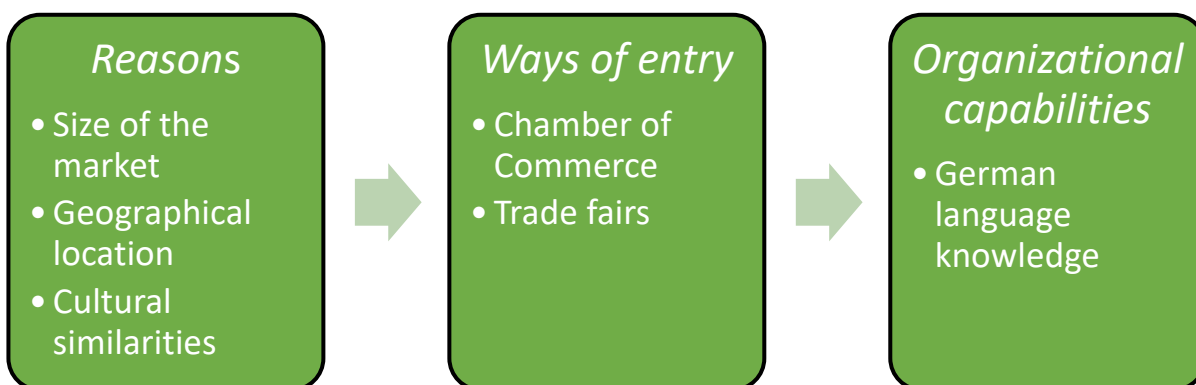 Reasons
• Size of the
market
• Geographical
location
• Cultural
similarities
Ways of entry
• Chamber of
Commerce
• Trade fairs
Organizational
capabilities
• German
language
knowledge